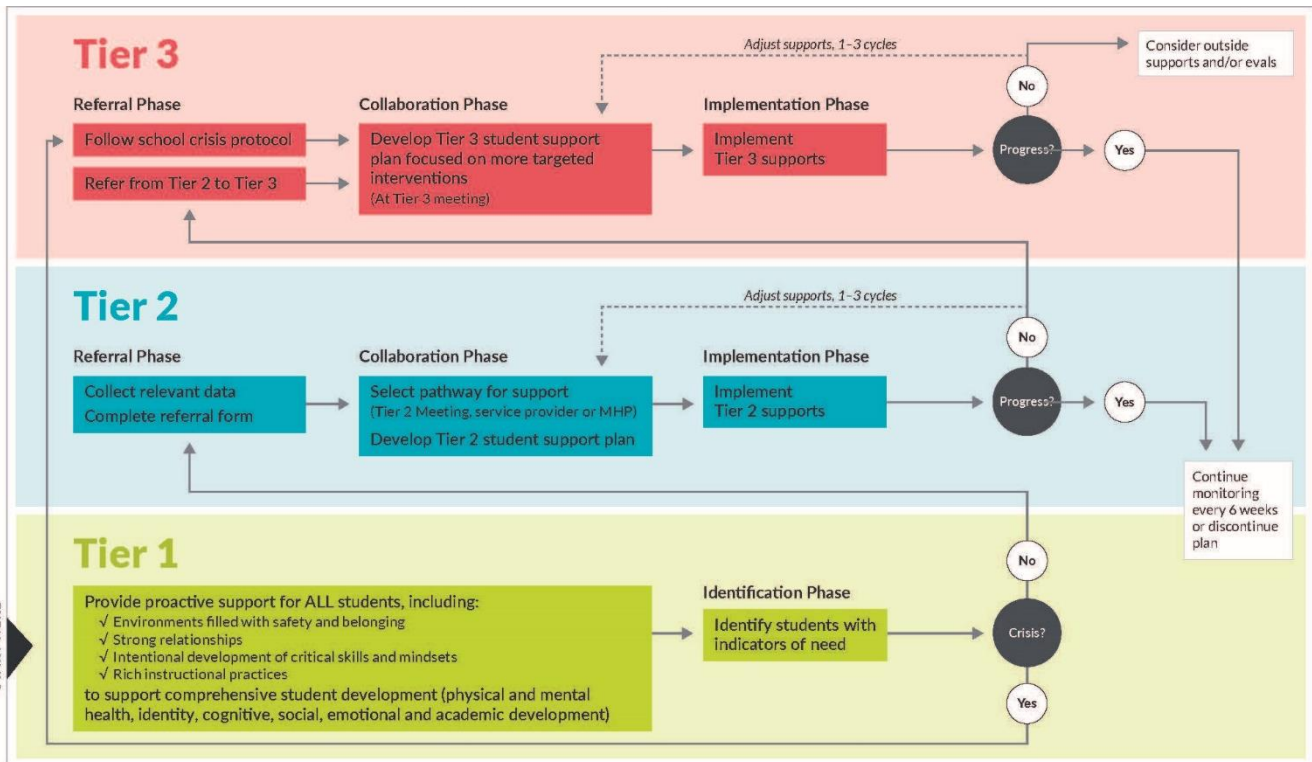 Tier 3
Adjust supports, 1–3 cycles
Consider outside
supports and/or evals
No
Referral Phase
Collaboration Phase
Implementation Phase
Follow school crisis protocol
Refer from Tier 2 to Tier 3
Develop Tier 3 student support
plan focused on more targeted
interventions
(At Tier 3 meeting)
Implement
Tier 3 supports
Progress?
Yes
Tier 2
Adjust supports, 1–3 cycles
No
Referral Phase
Collaboration Phase
Implementation Phase
Collect relevant data
Complete referral form
Select pathway for support
(Tier 2 Meeting, service provider or MHP)
Develop Tier 2 student support plan
Implement
Tier 2 supports
Progress?
Yes
Continue
monitoring
every 6 weeks
or discontinue
plan
Tier 1
No
Provide proactive support for ALL students, including:
√ Environments filled with safety and belonging
√ Strong relationships
√ Intentional development of critical skills and mindsets
√ Rich instructional practices
to support comprehensive student development (physical and mental
health, identity, cognitive, social, emotional and academic development)
Identification Phase
Identify students with
indicators of need
Crisis?
Yes